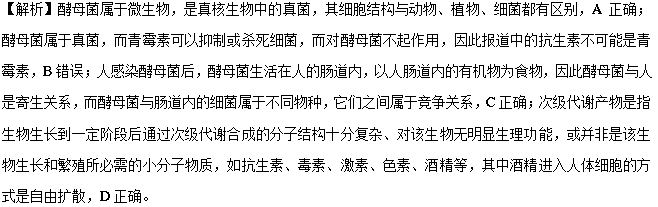 【解析】酵母菌属于微生物，是真核生物中的真菌，其细胞结构与动物、植物、细菌都有区别，A 正确；
酵母菌属于真菌，而青霉素可以抑制或杀死细菌，而对酵母菌不起作用，因此报道中的抗生素不可能是青
霉素，B 错误；人感染酵母菌后，酵母菌生活在人的肠道内，以人肠道内的有机物为食物，因此酵母菌与人
是寄生关系，而酵母菌与肠道内的细菌属于不同物种，它们之间属于竞争关系，C 正确；次级代谢产物是指
生物生长到一定阶段后通过次级代谢合成的分子结构十分复杂、对该生物无明显生理功能，或并非是该生
物生长和繁殖所必需的小分子物质，如抗生素、毒素、激素、色素、酒精等，其中酒精进入人体细胞的方
式是自由扩散，D 正确。